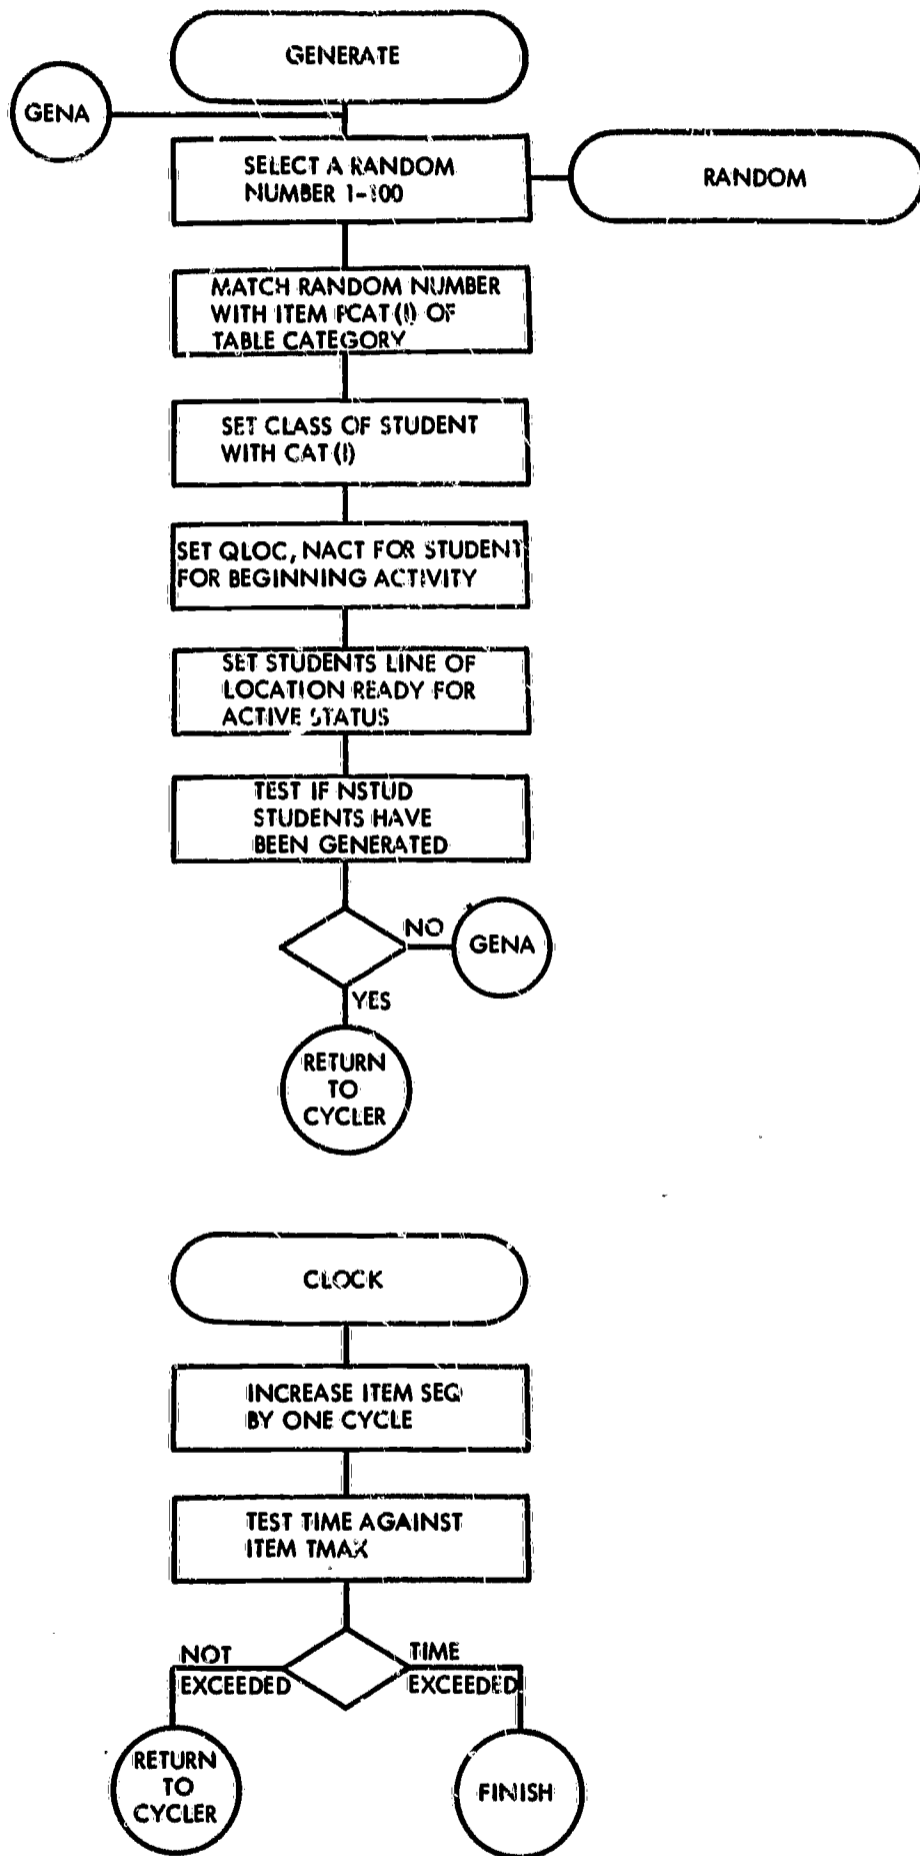 GENERATE
GENA
SELECT A RANDOM
NUMBER 1-100
RANDOM
MATCH RANDOM NUMBER
WITH ITEM PCAT (I) OF
TABLE CATEGORY
SET CLASS OF STUDENT
WITH CAT (I)
SET QLOC, NACT FOR STUDENT
FOR BEGINNING ACTIVITY
SET STUDENTS LINE OF
LOCATION READY FOR
ACTIVE STATUS
TEST IF NSTUD
STUDENTS HAVE
BEEN GENERATED
NO
GENA
YES
RETURN
TO
CYCLER
CLOCK
INCREASE ITEM SEQ
BY ONE CYCLE
TEST TIME AGAINST
ITEM TMAX
NOT
EXCEEDED
TIME
EXCEEDED
RETURN
TO
CYCLER
FINISH